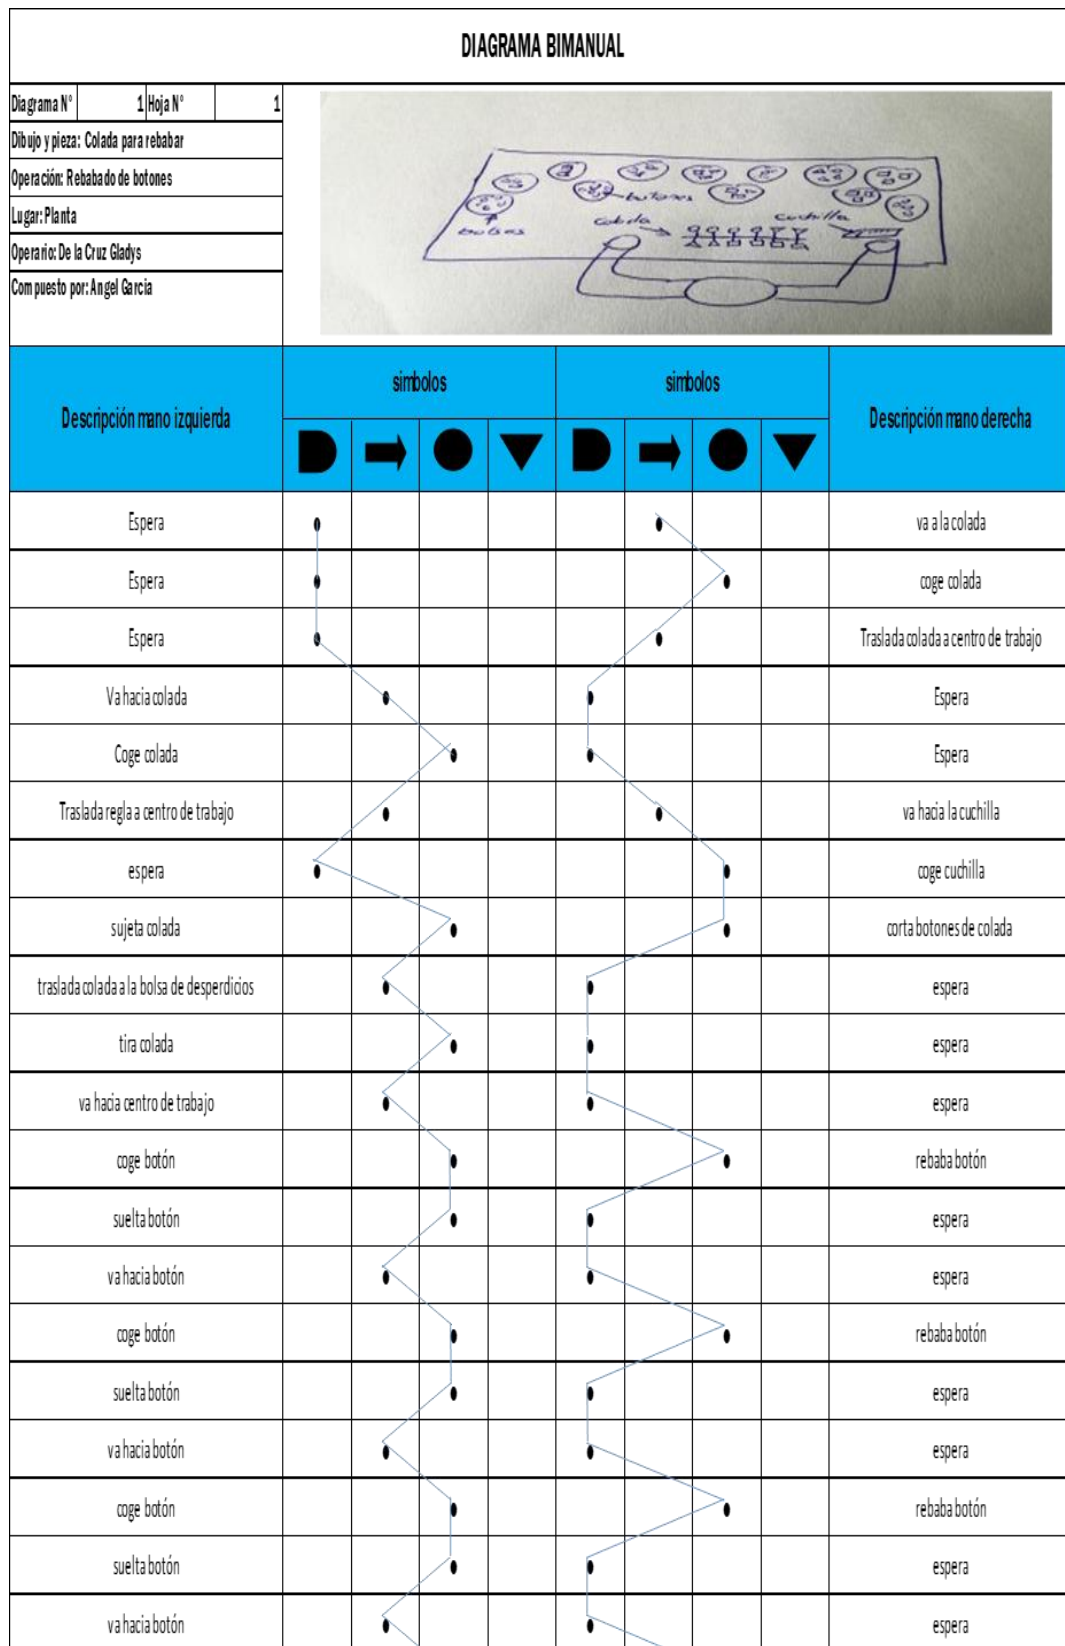 DIAGRAMA BIMANUAL
Diagrama N° 1 Hoja N° 1
Dibujo y pieza: Colada para rebabar
Operación: Rebabado de botones
Lugar: Planta
Operario: De la Cruz Gladys
Compuesto por: Angel Garcia
botones
bolsas
colada
cuchilla
Descripción mano izquierda simbolos simbolos Descripción mano derecha
Espera va a la colada
Espera coge colada
Espera Traslada colada a centro de trabajo
Va hacia colada Espera
Coge colada Espera
Traslada regla a centro de trabajo va hacia la cuchilla
espera coge cuchilla
sujeta colada corta botones de colada
traslada colada a la bolsa de desperdicios espera
tira colada espera
va hacia centro de trabajo espera
coge botón rebaba botón
suelta botón espera
va hacia botón espera
coge botón rebaba botón
suelta botón espera
va hacia botón espera
coge botón rebaba botón
suelta botón espera
va hacia botón espera